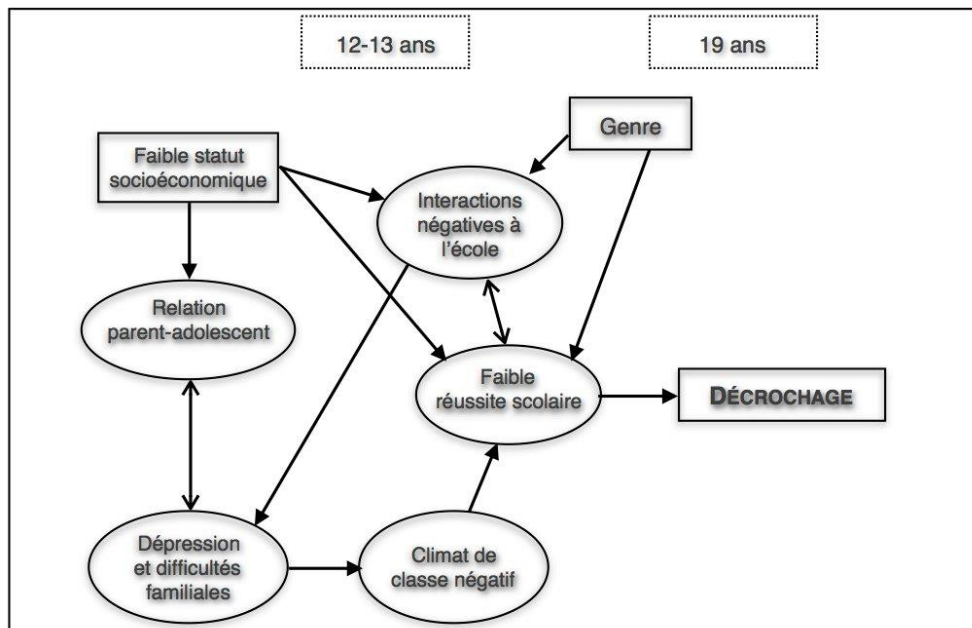 12-13 ans
19 ans
Genre
Faible statut
socioéconomique
Interactions
négatives à
l'école
Relation
parent-adolescent
Faible
réussite scolaire
DÉCROCHAGE
Dépression
et difficultés
familiales
Climat de
classe négatif